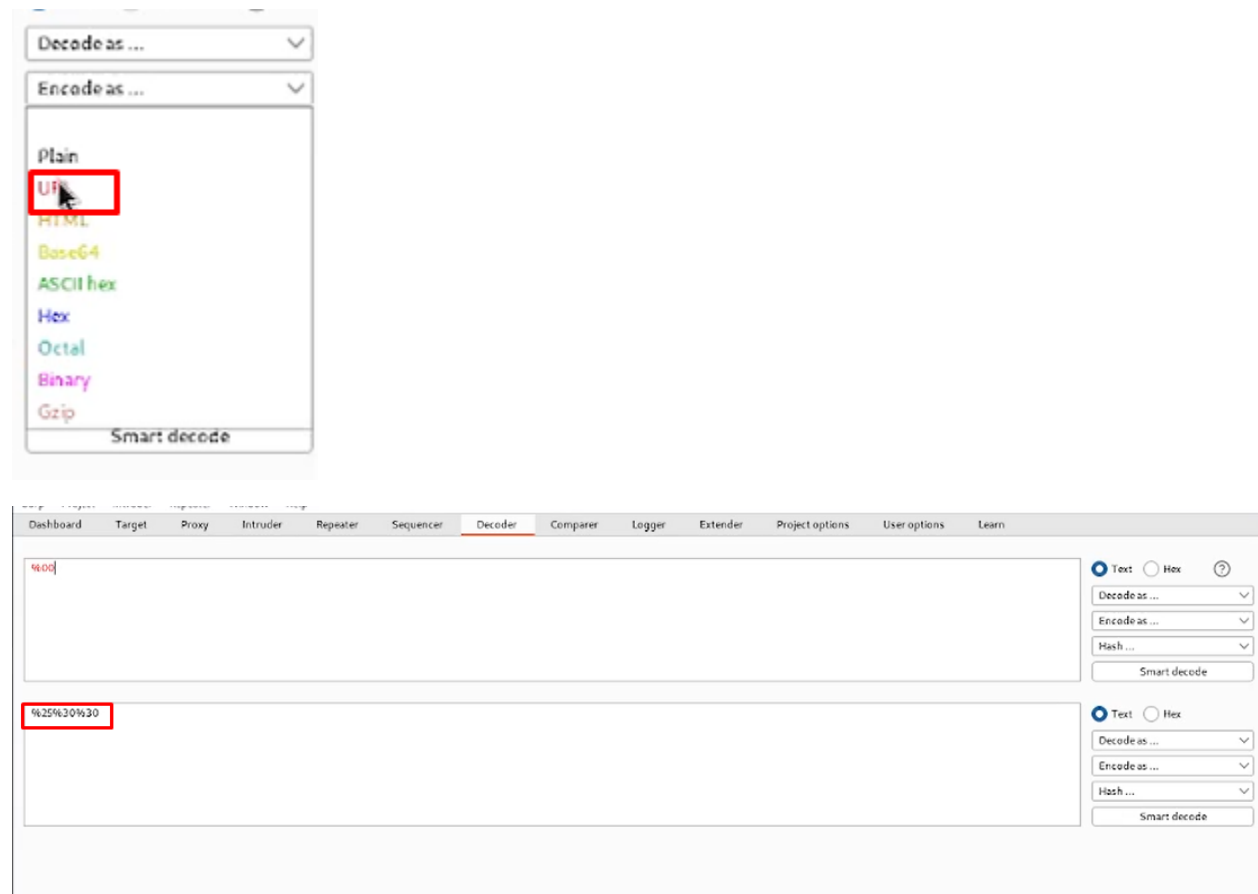 Decode as ...
Encode as ...
Plain
HTML
Base64
ASCII hex
Hex
Octal
Binary
Gzip
Smart decode
Dashboard Target Proxy Intruder Repeater Sequencer Decoder Comparer Logger Extender Project options User options Learn
%00
Text Hex ?
Decode as ...
Encode as ...
Hash ...
Smart decode
%25%30%30
Text Hex
Decode as ...
Encode as ...
Hash ...
Smart decode